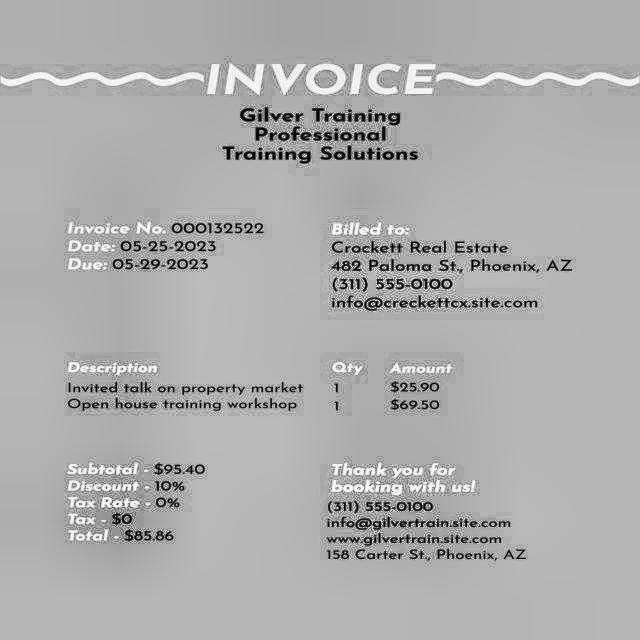 INVOICE
Gilver Training
Professional
Training Solutions
Invoice No. 000132522
Date: 05-25-2023
Due: 05-29-2023
Billed to:
Crockett Real Estate
482 Paloma St., Phoenix, AZ
(311) 555-0100
info@creckettcx.site.com
Description Qty Amount
Invited talk on property market 1 $25.90
Open house training workshop 1 $69.50
Subtotal - $95.40
Discount - 10%
Tax Rate - 0%
Tax - $0
Total - $85.86
Thank you for
booking with us!
(311) 555-0100
info@gilvertrain.site.com
www.gilvertrain.site.com
158 Carter St., Phoenix, AZ